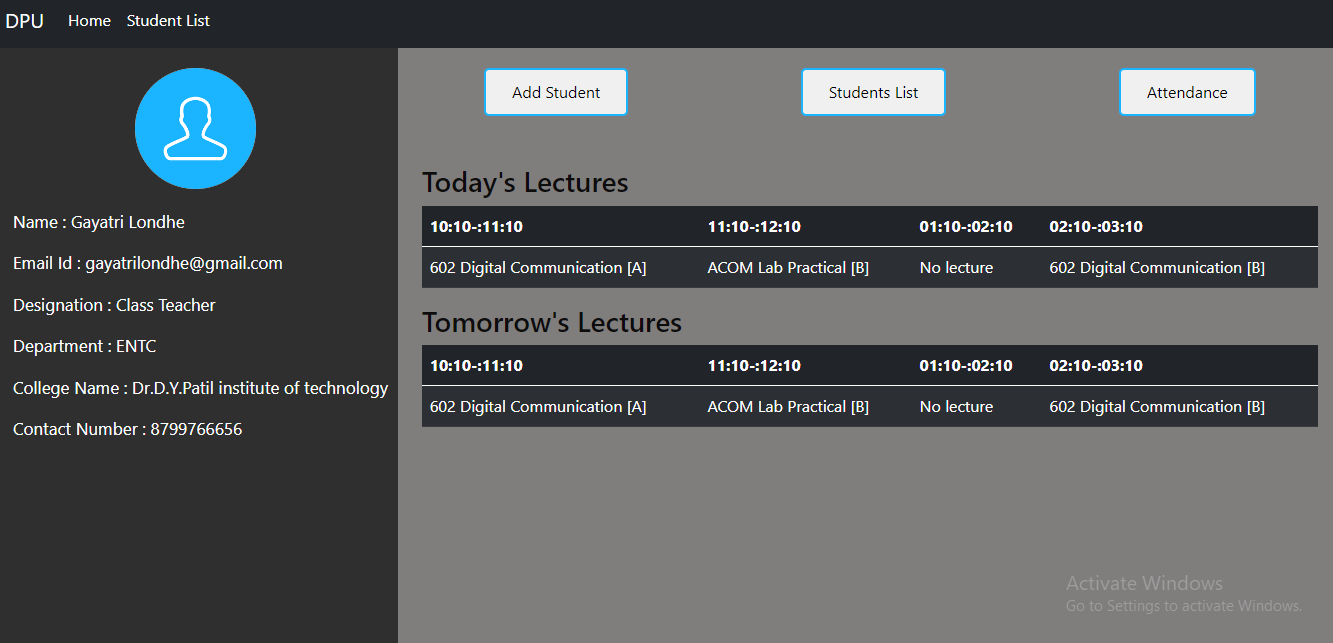 DPU Home Student List
Add Student Students List Attendance
Name : Gayatri Londhe
Email Id : gayatrilondhe@gmail.com
Designation : Class Teacher
Department : ENTC
College Name : Dr.D.Y.Patil institute of technology
Contact Number : 8799766656
Today's Lectures
10:10-:11:10 11:10-:12:10 01:10-:02:10 02:10-:03:10
602 Digital Communication [A] ACOM Lab Practical [B] No lecture 602 Digital Communication [B]
Tomorrow's Lectures
10:10-:11:10 11:10-:12:10 01:10-:02:10 02:10-:03:10
602 Digital Communication [A] ACOM Lab Practical [B] No lecture 602 Digital Communication [B]
Activate Windows
Go to Settings to activate Windows.